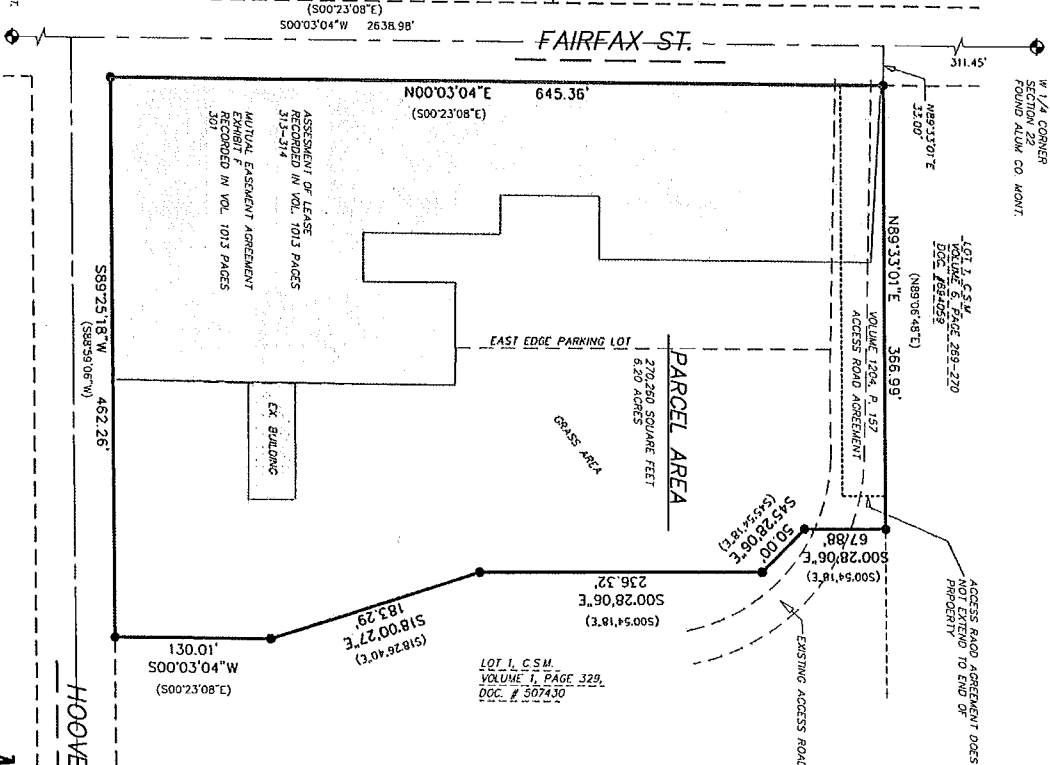 (S00°23'08"E)
S00°03'04"W 2638.98'
FAIRFAX ST.
311.45'
W 1/4 CORNER
SECTION 22
FOUND ALUM CO. MONT.
N00°03'04"E 645.36'
(S00°23'08"E)
N89°33'01"E
33.00'
ASSESMENT OF LEASE
RECORDED IN VOL. 1013 PAGES
313-314
MUTUAL EASEMENT AGREEMENT
EXHIBIT F
RECORDED IN VOL. 1013 PAGES
301
LOT 1, C.S.M.
VOLUME 6, PAGE 269-270
DOC. #694059
N89°33'01"E 366.99'
(N89°06'48"E)
VOLUME 1204, P. 157
ACCESS ROAD AGREEMENT
EAST EDGE PARKING LOT
PARCEL AREA
270,260 SQUARE FEET
6.20 ACRES
GRASS AREA
EX. BUILDING
S89°25'18"W 462.26'
(S88°59'06"W)
S45°28'06"E
50.00'
(S45°54'18"E)
67.88'
S00°28'06"E
(S00°54'18"E)
ACCESS RAOD AGREEMENT DOES
NOT EXTEND TO END OF
PRPOERTY
236.32'
S00°28'06"E
(S00°54'18"E)
S18°00'27"E
183.29'
(S18°26'40"E)
130.01'
S00°03'04"W
(S00°23'08"E)
LOT 1, C.S.M.
VOLUME 1, PAGE 329,
DOC. # 507430
EXISTING ACCESS ROAD
HOOVE